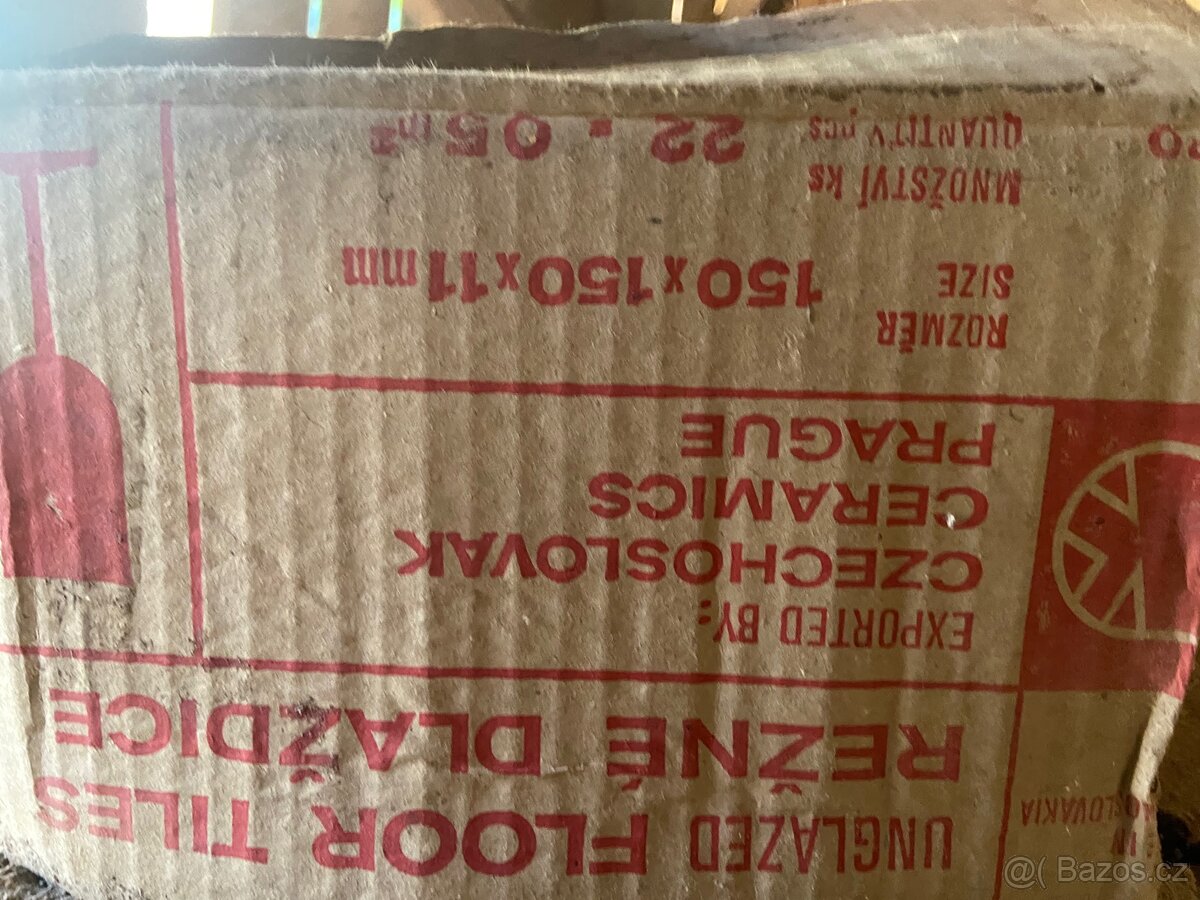 UNGLAZED FLOOR TILES
REŽNÉ DLAŽDICE
EXPORTED BY:
CZECHOSLOVAK
CERAMICS
PRAGUE
ROZMĚR
SIZE 150x150x11mm
MNOŽSTVÍ ks
QUANTITY pcs 22 - 05 m²
@( Bazos.cz